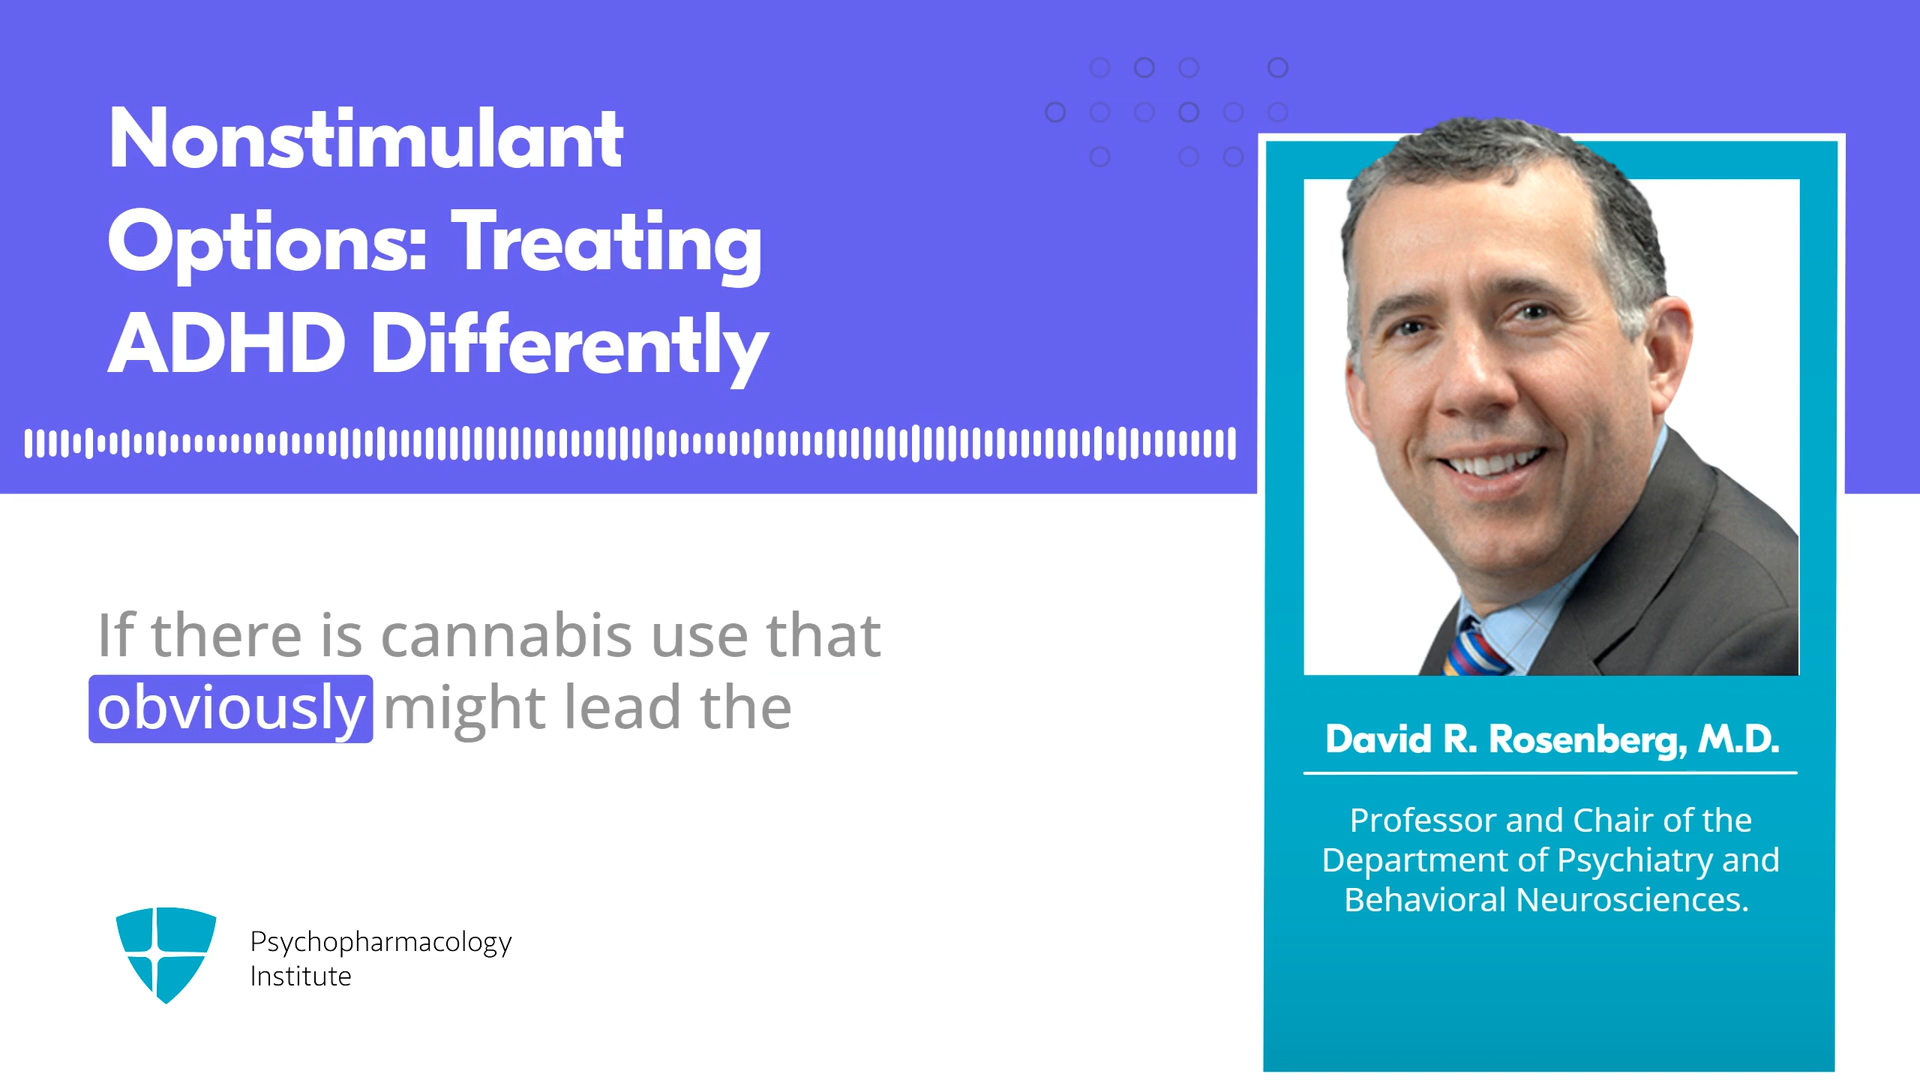 Nonstimulant
Options: Treating
ADHD Differently
If there is cannabis use that
obviously might lead the
David R. Rosenberg, M.D.
Professor and Chair of the
Department of Psychiatry and
Behavioral Neurosciences.
Psychopharmacology
Institute